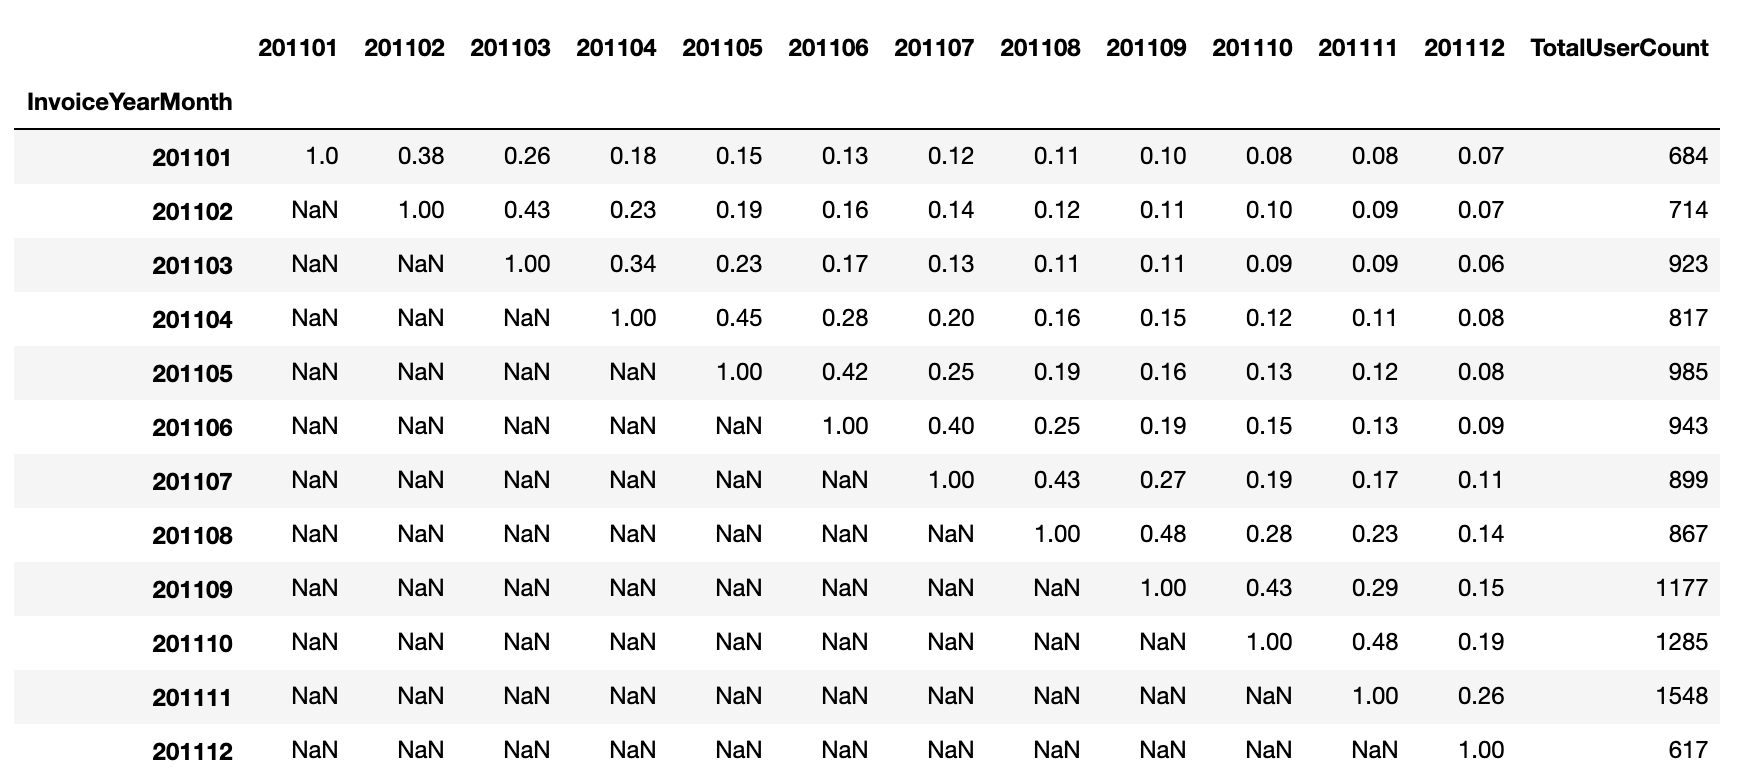 201101 201102 201103 201104 201105 201106 201107 201108 201109 201110 201111 201112 TotalUserCount
InvoiceYearMonth
201101 1.0 0.38 0.26 0.18 0.15 0.13 0.12 0.11 0.10 0.08 0.08 0.07 684
201102 NaN 1.00 0.43 0.23 0.19 0.16 0.14 0.12 0.11 0.10 0.09 0.07 714
201103 NaN NaN 1.00 0.34 0.23 0.17 0.13 0.11 0.11 0.09 0.09 0.06 923
201104 NaN NaN NaN 1.00 0.45 0.28 0.20 0.16 0.15 0.12 0.11 0.08 817
201105 NaN NaN NaN NaN 1.00 0.42 0.25 0.19 0.16 0.13 0.12 0.08 985
201106 NaN NaN NaN NaN NaN 1.00 0.40 0.25 0.19 0.15 0.13 0.09 943
201107 NaN NaN NaN NaN NaN NaN 1.00 0.43 0.27 0.19 0.17 0.11 899
201108 NaN NaN NaN NaN NaN NaN NaN 1.00 0.48 0.28 0.23 0.14 867
201109 NaN NaN NaN NaN NaN NaN NaN NaN 1.00 0.43 0.29 0.15 1177
201110 NaN NaN NaN NaN NaN NaN NaN NaN NaN 1.00 0.48 0.19 1285
201111 NaN NaN NaN NaN NaN NaN NaN NaN NaN NaN 1.00 0.26 1548
201112 NaN NaN NaN NaN NaN NaN NaN NaN NaN NaN NaN 1.00 617